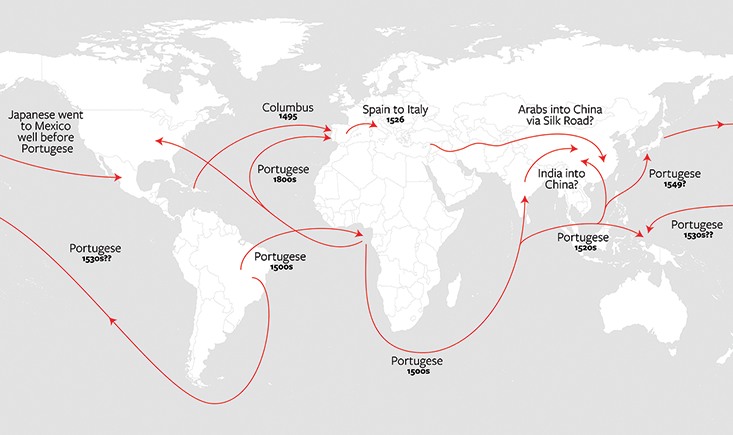 Japanese went
to Mexico
well before
Portugese
Columbus
1495
Spain to Italy
1526
Arabs into China
via Silk Road?
Portugese
1800s
India into
China?
Portugese
1549?
Portugese
1530s??
Portugese
1500s
Portugese
1520s
Portugese
1530s??
Portugese
1500s